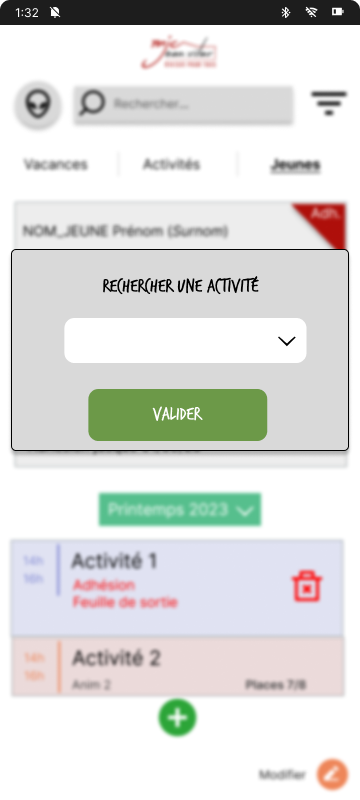 1:32
Rechercher...
Vacances Activités Jeunes
Adh.
NOM_JEUNE Prénom (Surnom)
RECHERCHER UNE ACTIVITÉ
VALIDER
Printemps 2023
14h Activité 1
16h Adhésion
Feuille de sortie
14h Activité 2
16h Anim 2 Places 7/8
Modifier